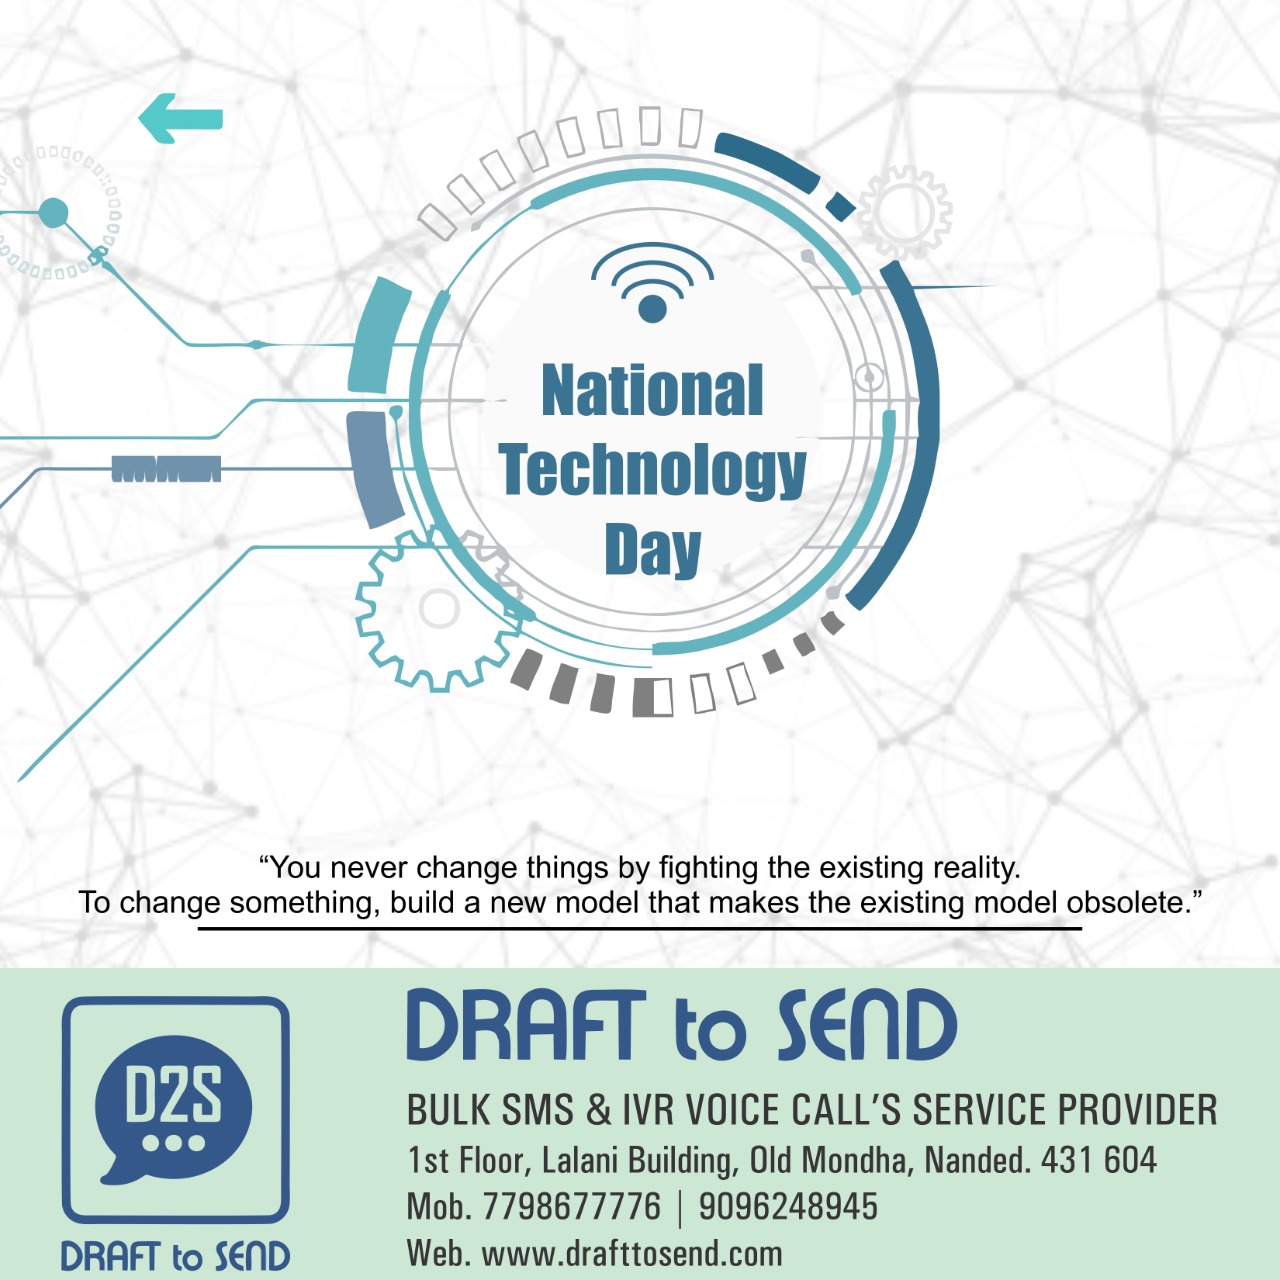 National
Technology
Day
“You never change things by fighting the existing reality.
To change something, build a new model that makes the existing model obsolete.”
D2S
DRAFT to SEND
DRAFT to SEND
BULK SMS & IVR VOICE CALL’S SERVICE PROVIDER
1st Floor, Lalani Building, Old Mondha, Nanded. 431 604
Mob. 7798677776 | 9096248945
Web. www.drafttosend.com